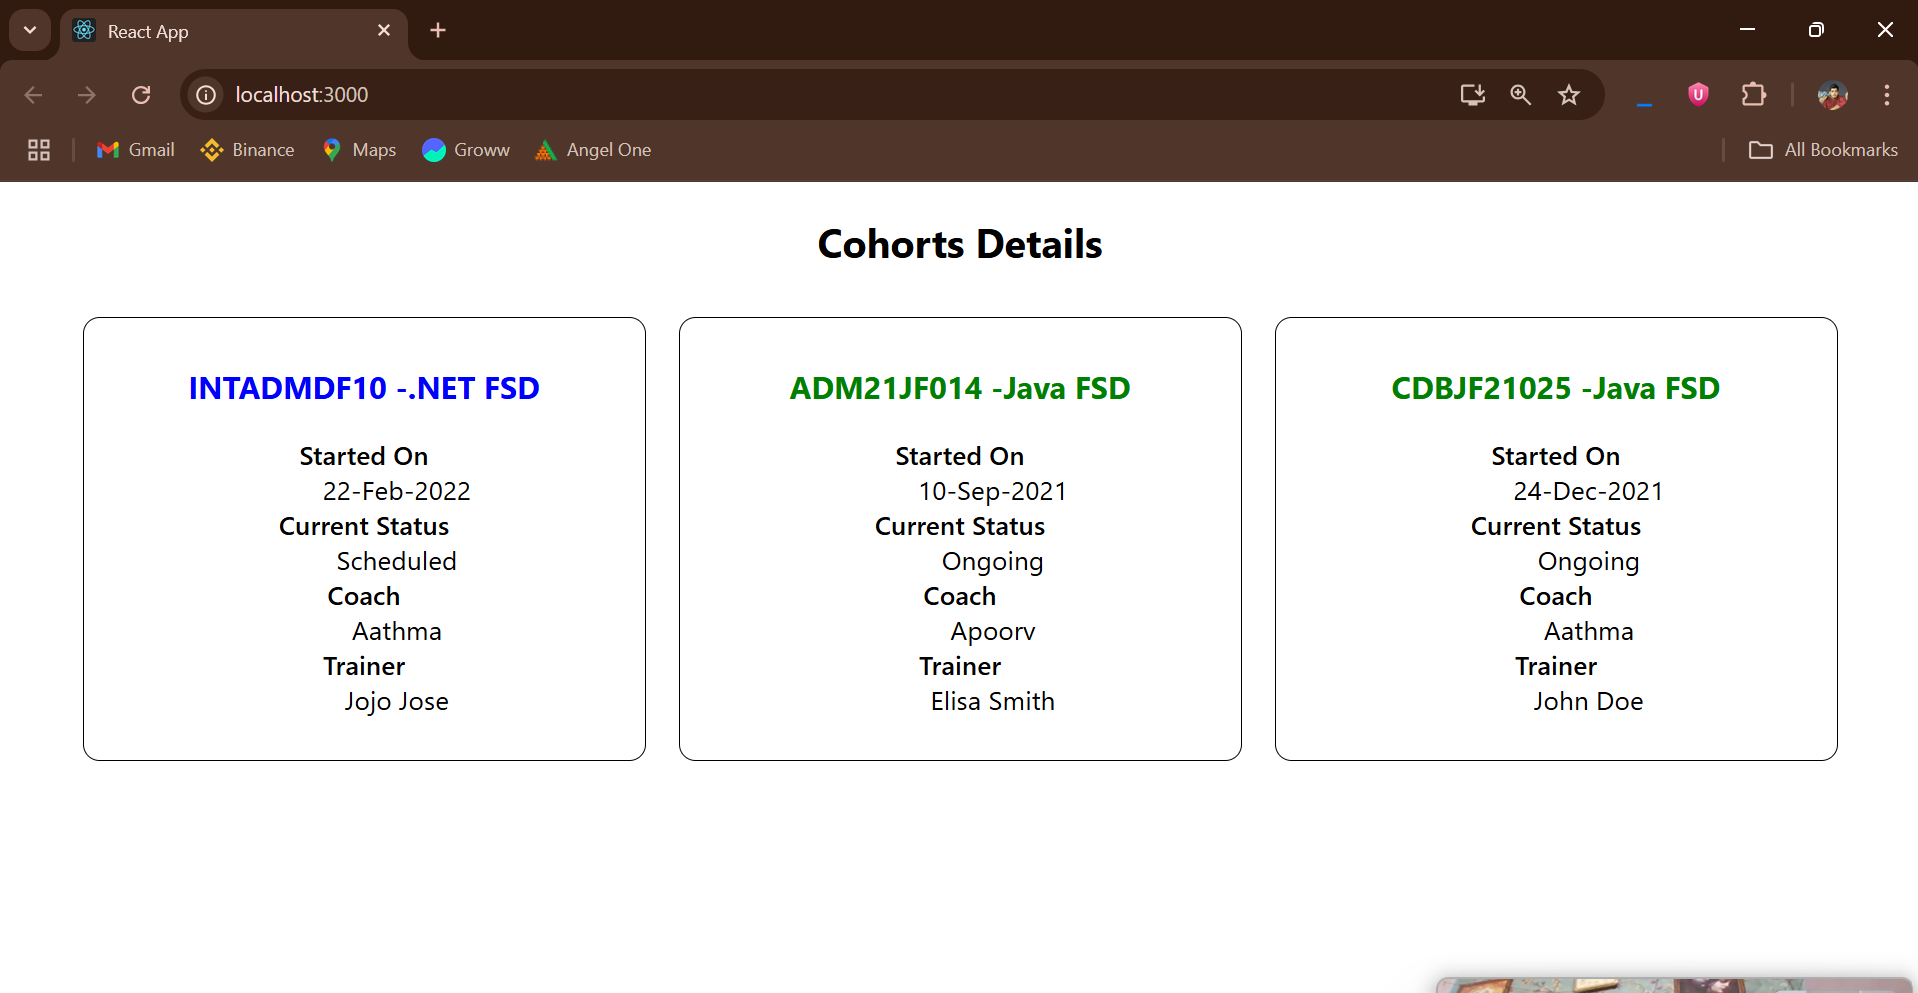 React App
localhost:3000
Gmail Binance Maps Groww Angel One All Bookmarks
Cohorts Details
INTADMDF10 -.NET FSD
Started On
22-Feb-2022
Current Status
Scheduled
Coach
Aathma
Trainer
Jojo Jose
ADM21JF014 -Java FSD
Started On
10-Sep-2021
Current Status
Ongoing
Coach
Apoorv
Trainer
Elisa Smith
CDBJF21025 -Java FSD
Started On
24-Dec-2021
Current Status
Ongoing
Coach
Aathma
Trainer
John Doe